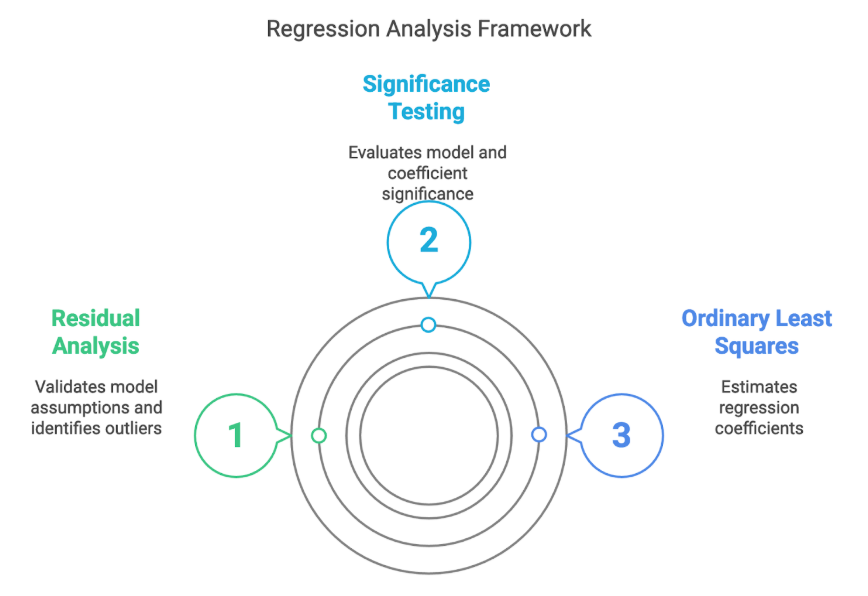 Regression Analysis Framework
Significance
Testing
Evaluates model and
coefficient
significance
2
Residual
Analysis
Validates model
assumptions and
identifies outliers
1
Ordinary Least
Squares
Estimates
regression
coefficients
3